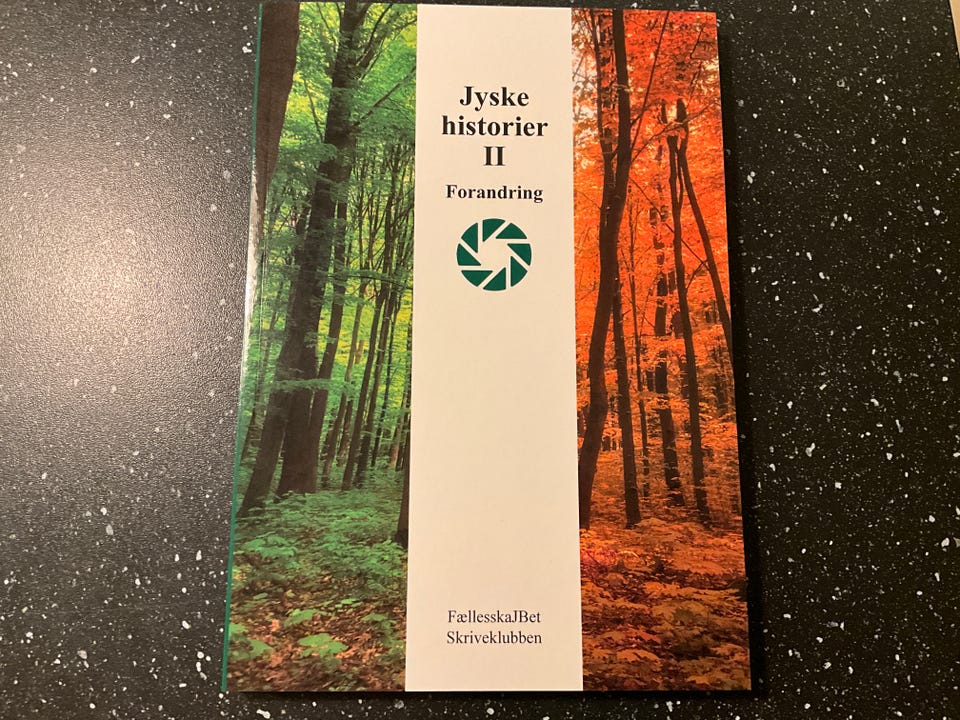 Jyske
historier
II
Forandring
FællesskaJBet
Skriveklubben